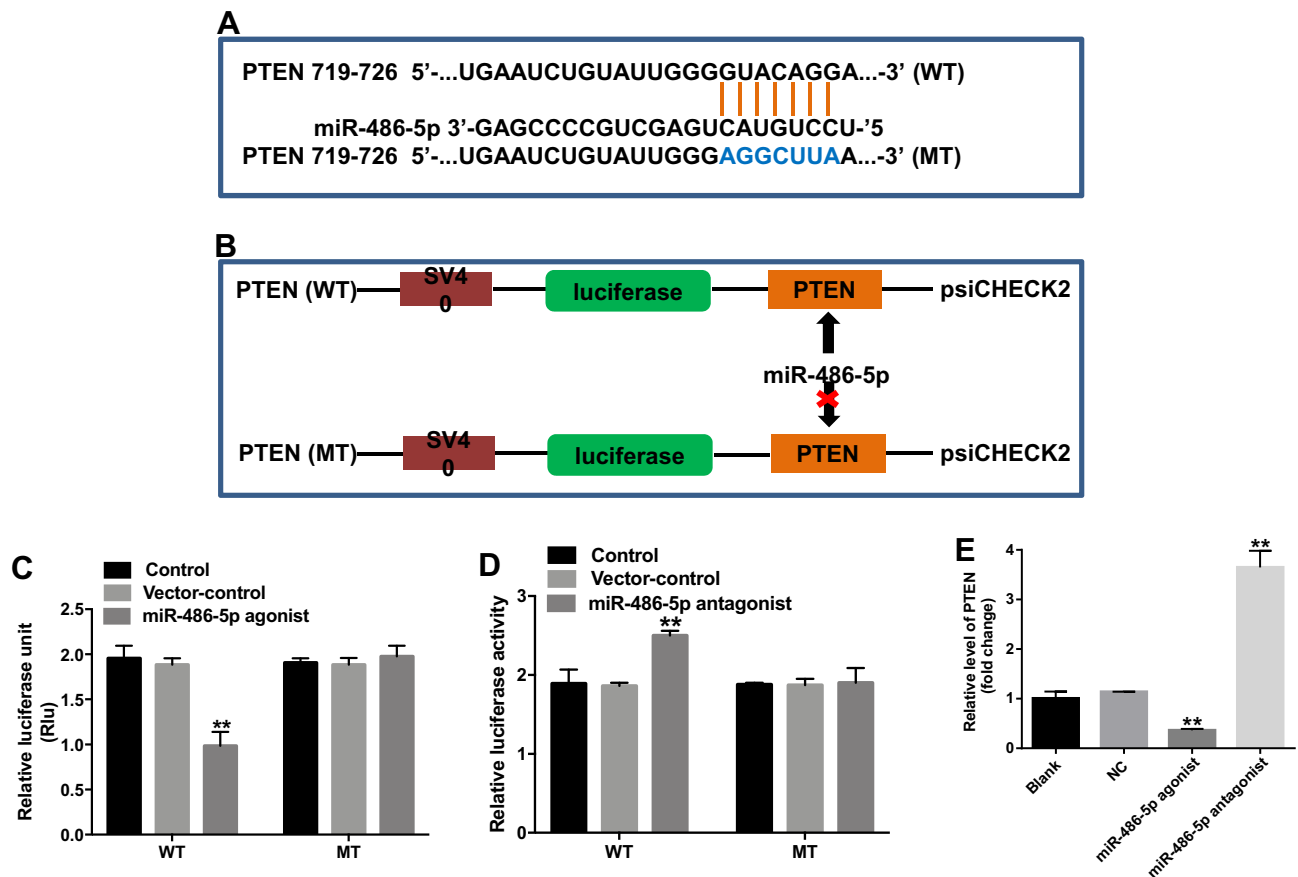 A
PTEN 719-726 5’-...UGAAUCUGUAUUGGGGUACAGGA...-3’ (WT)
miR-486-5p 3’-GAGCCCCGUCGAGUCAUGUCCU-’5
PTEN 719-726 5’-...UGAAUCUGUAUUGGGAGGCUUAA...-3’ (MT)
B
PTEN (WT) SV4 luciferase PTEN psiCHECK2
0
miR-486-5p
PTEN (MT) SV4 luciferase PTEN psiCHECK2
0
C
Control
Vector-control
miR-486-5p agonist
Relative luciferase unit
(Rlu)
2.5
2.0
1.5
1.0
0.5
0.0
**
WT MT
D
Control
Vector-control
miR-486-5p antagonist
Relative luciferase activity
3
2
1
0
**
WT MT
E
Relative level of PTEN
(fold change)
4
3
2
1
0
**
**
Blank
NC
miR-486-5p agonist
miR-486-5p antagonist